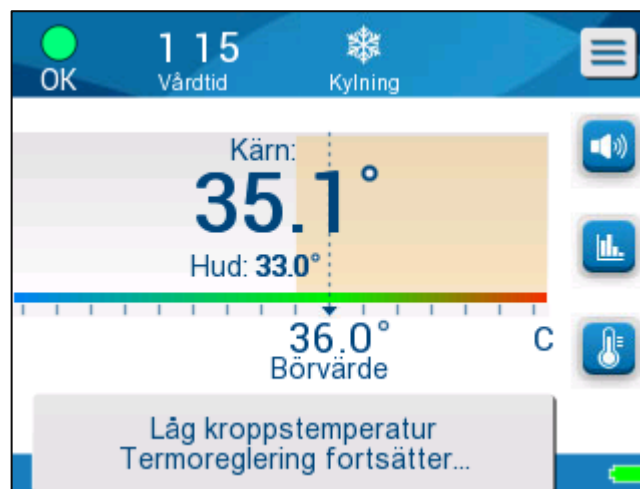 OK
1 15
Vårdtid
Kylning
Kärn:
35.1°
Hud: 33.0°
36.0°
C
Börvärde
Låg kroppstemperatur
Termoreglering fortsätter...